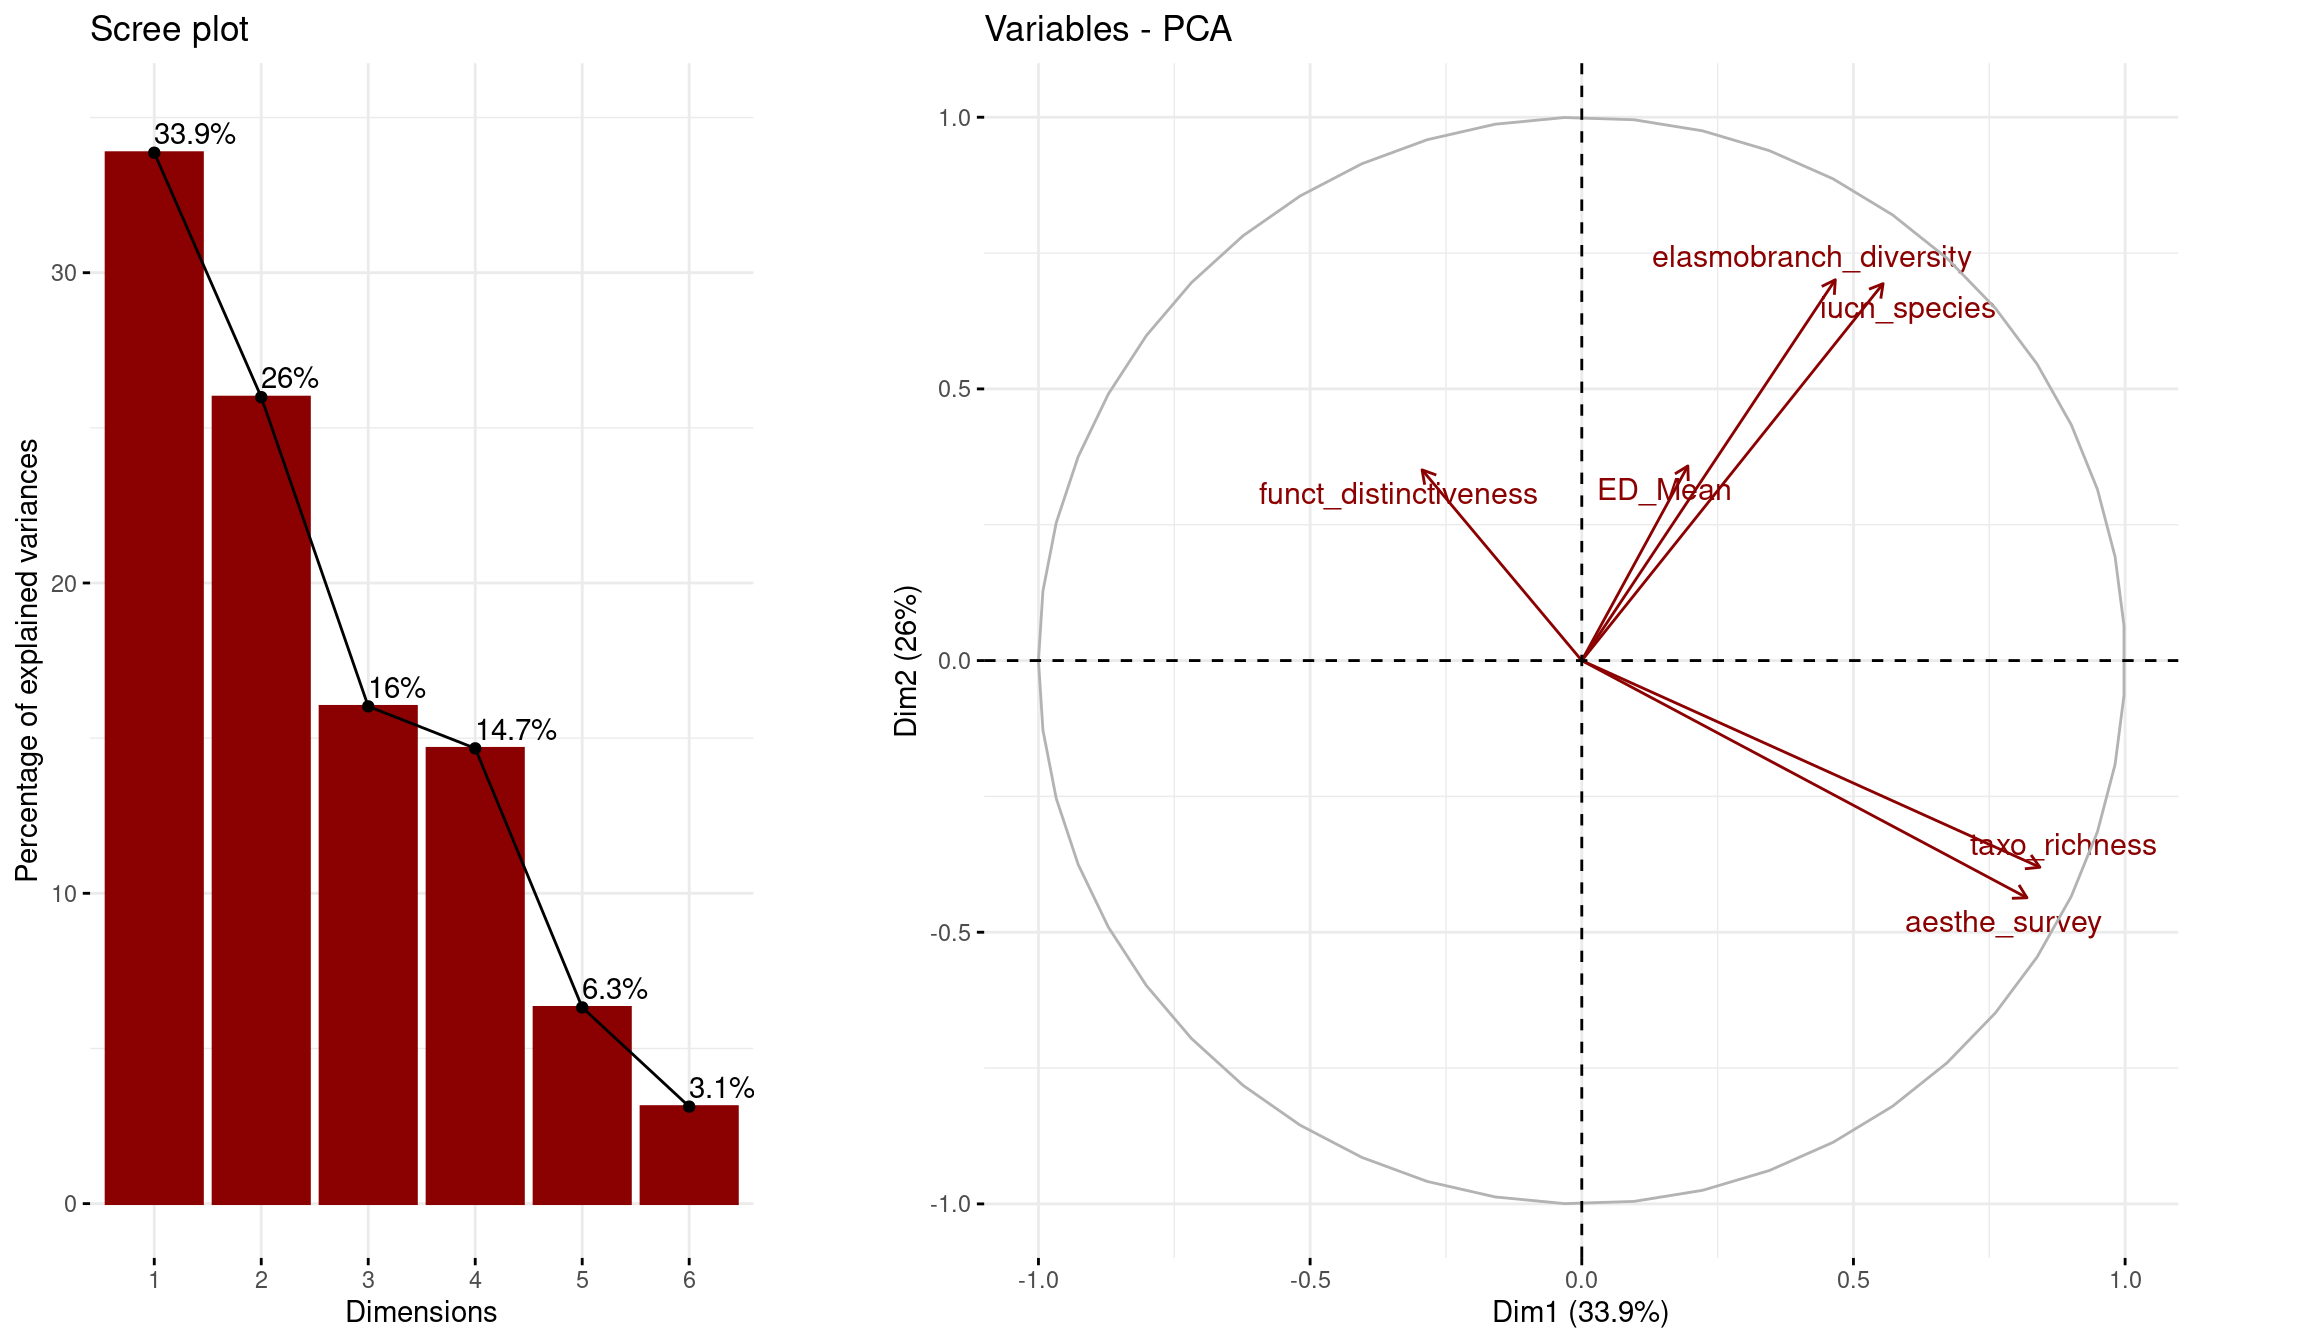 Scree plot
33.9%
26%
16%
14.7%
6.3%
3.1%
30
20
10
0
Percentage of explained variances
1 2 3 4 5 6
Dimensions
Variables - PCA
elasmobranch_diversity
iucn_species
funct_distinctiveness
ED_Mean
taxo_richness
aesthe_survey
1.0
0.5
0.0
-0.5
-1.0
Dim2 (26%)
-1.0 -0.5 0.0 0.5 1.0
Dim1 (33.9%)